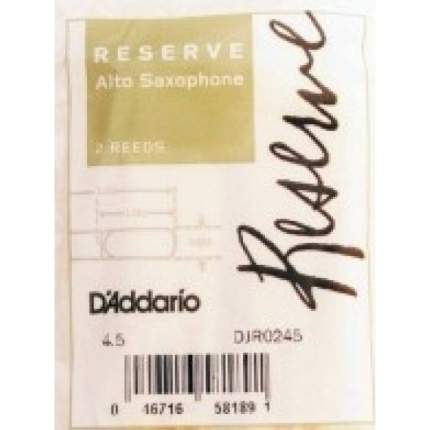 RESERVE
Alto Saxophone
2 REEDS
Reserve
D'Addario
4.5 DJR0245
0 46716 58189 1